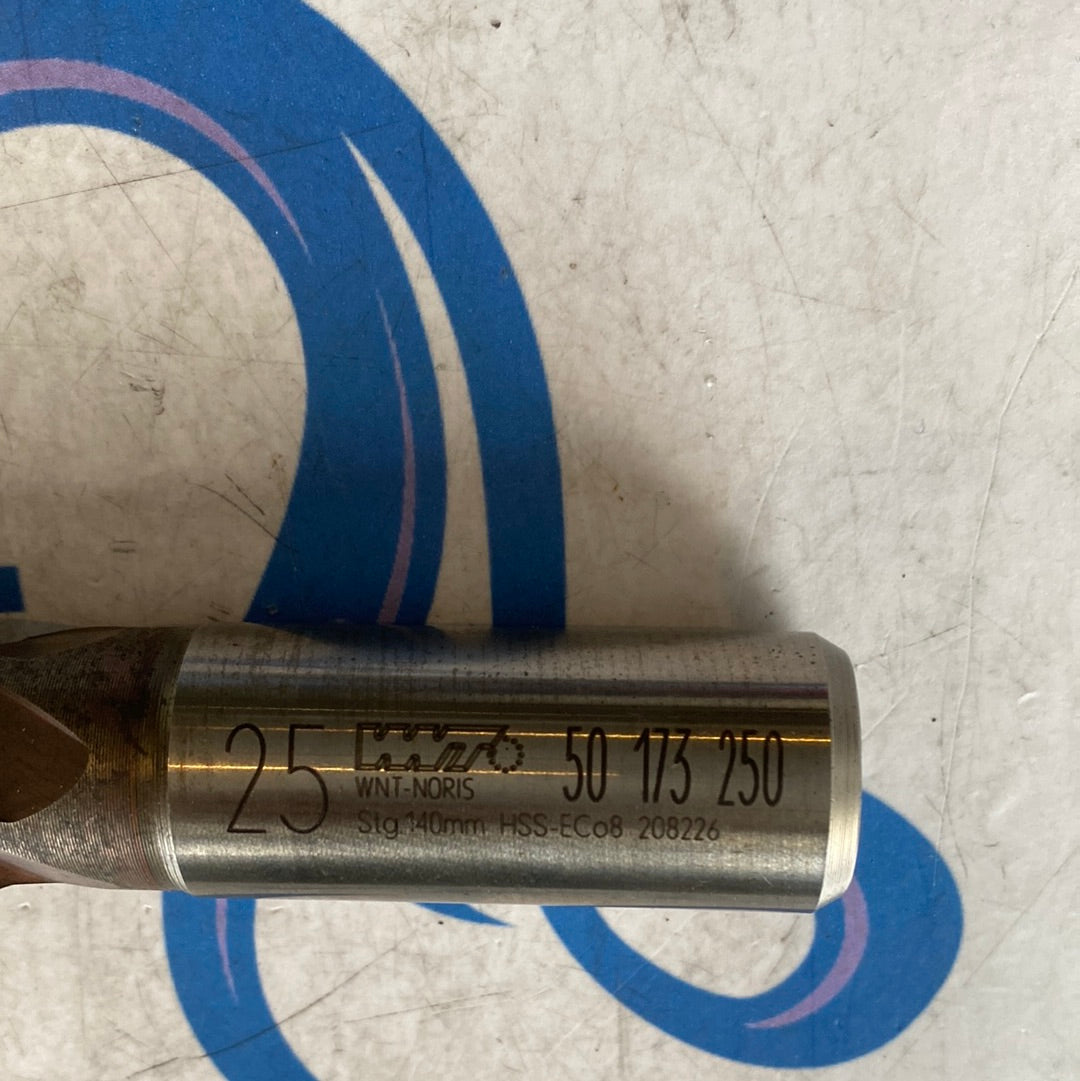 25 50 173 250
WNT-NORIS
Stg.140mm HSS-ECo8 208226